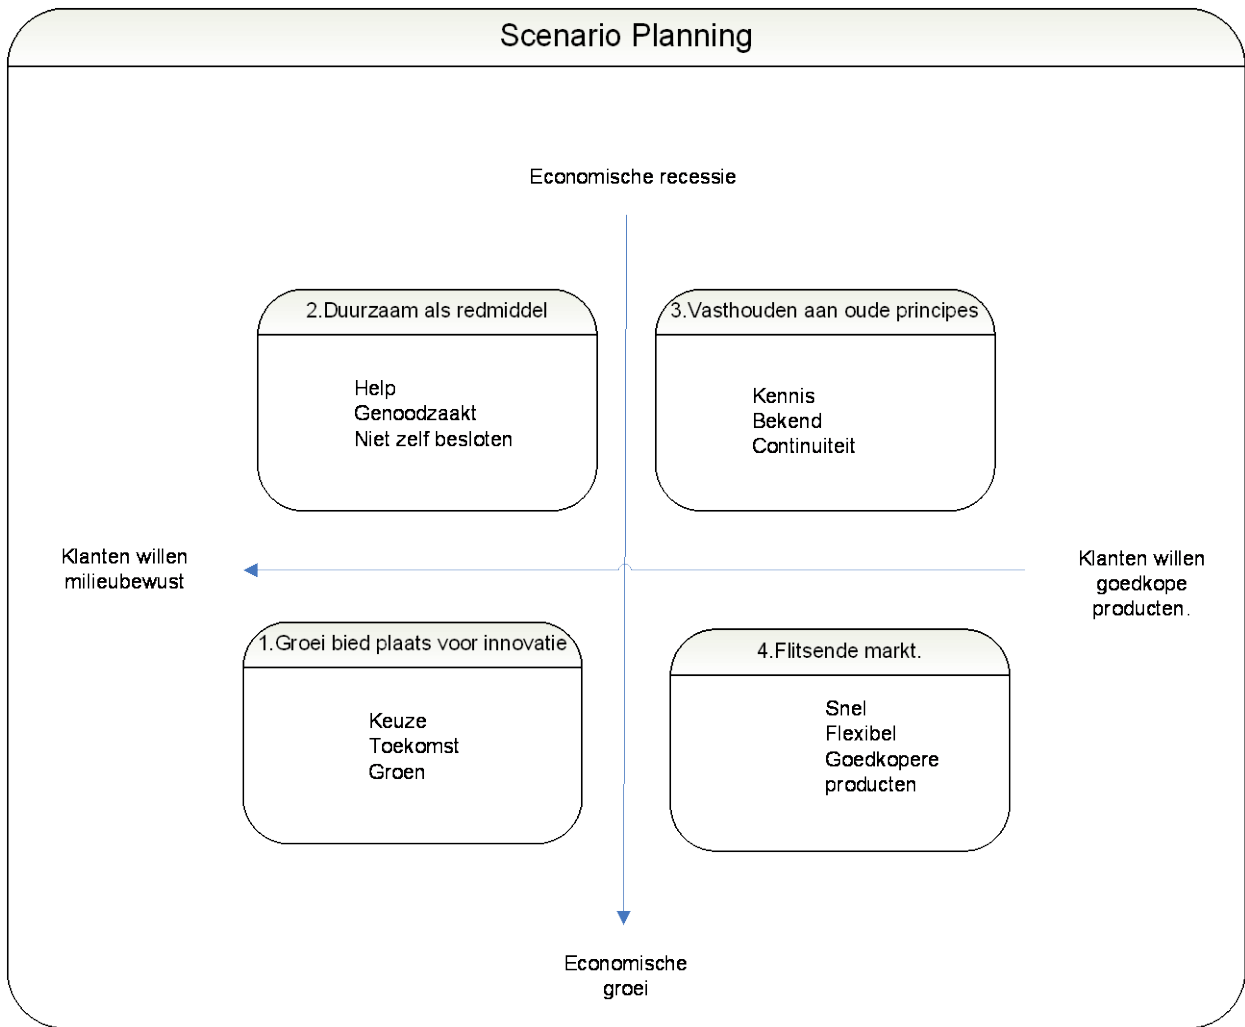 Scenario Planning
Economische recessie
2.Duurzaam als redmiddel
Help
Genoodzaakt
Niet zelf besloten
3.Vasthouden aan oude principes
Kennis
Bekend
Continuiteit
Klanten willen
milieubewust
Klanten willen
goedkope
producten.
1.Groei bied plaats voor innovatie
Keuze
Toekomst
Groen
4.Flitsende markt.
Snel
Flexibel
Goedkopere
producten
Economische
groei